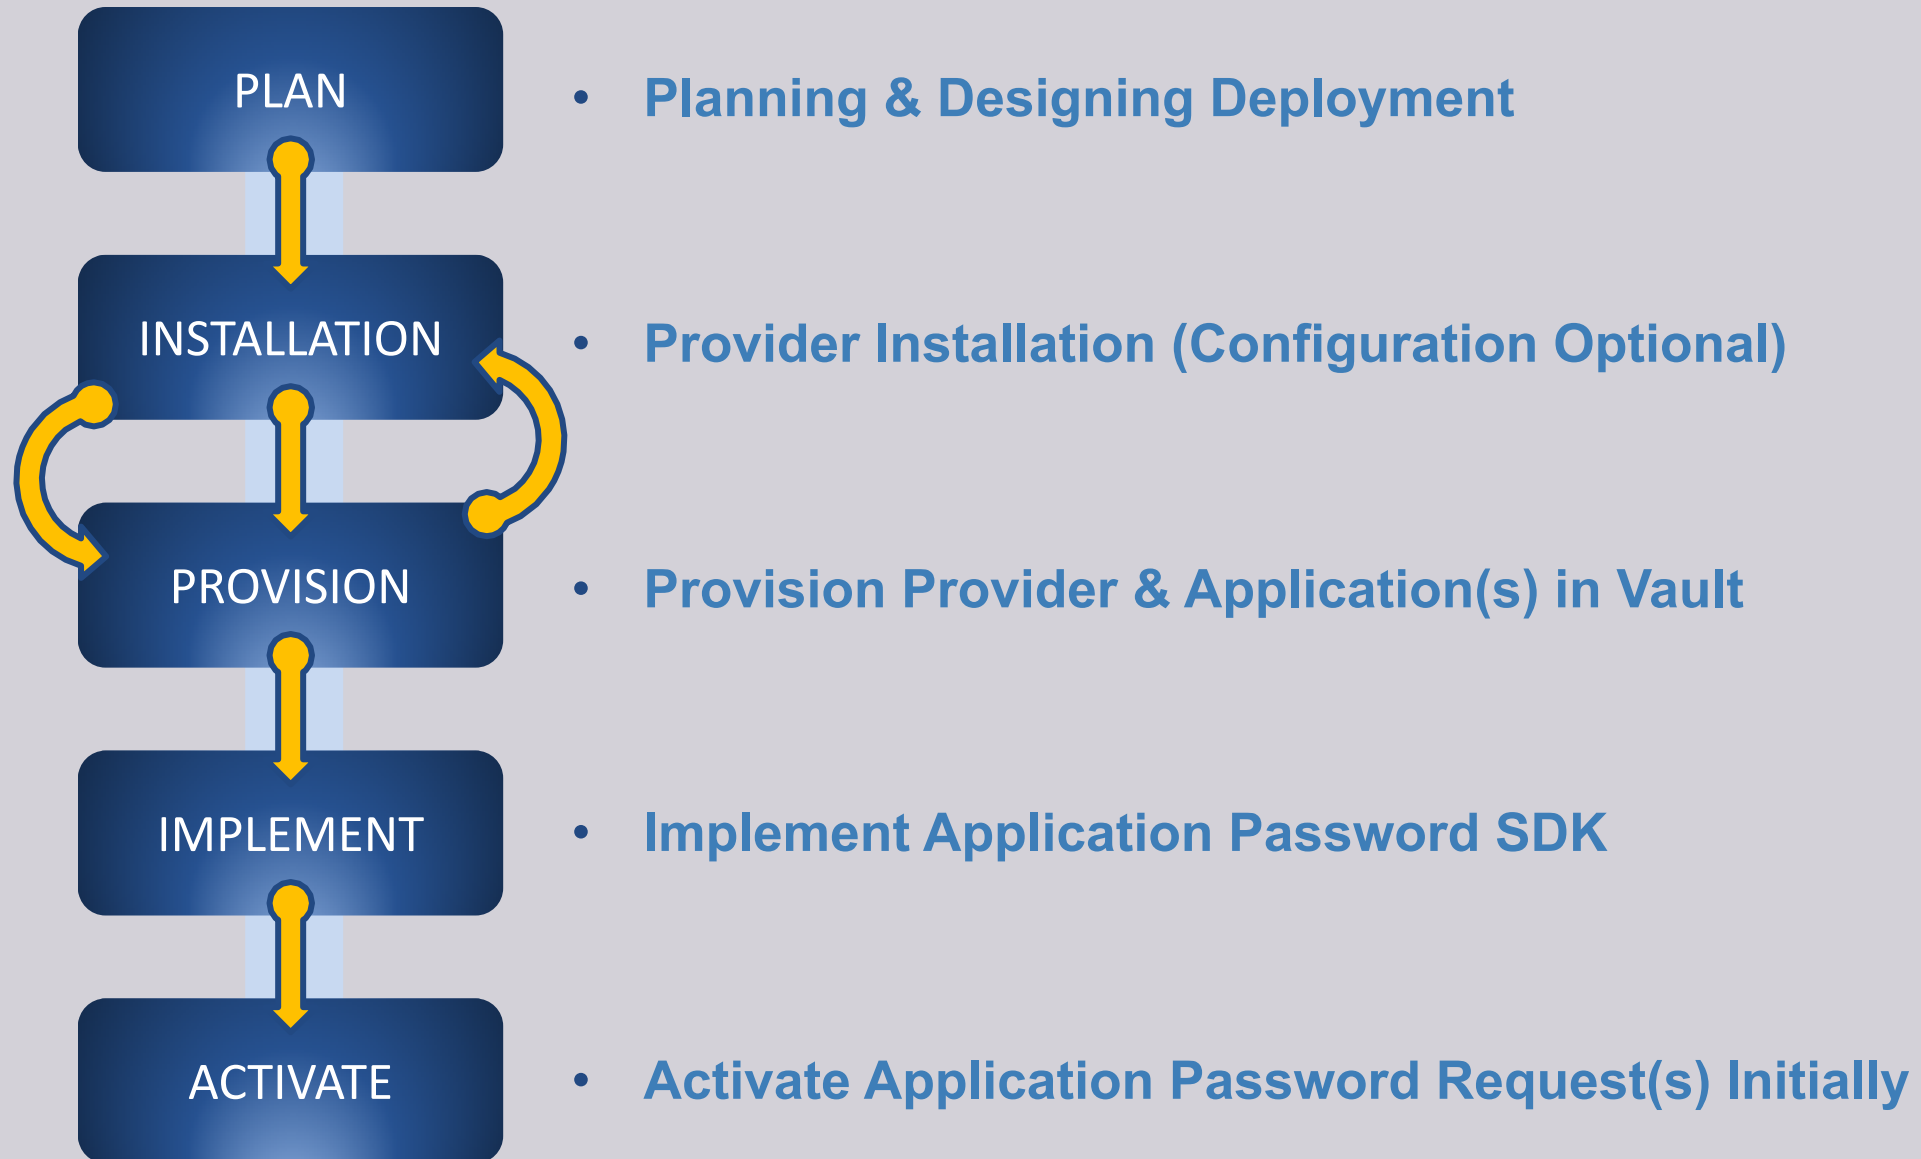 PLAN
• Planning & Designing Deployment
INSTALLATION
• Provider Installation (Configuration Optional)
PROVISION
• Provision Provider & Application(s) in Vault
IMPLEMENT
• Implement Application Password SDK
ACTIVATE
• Activate Application Password Request(s) Initially